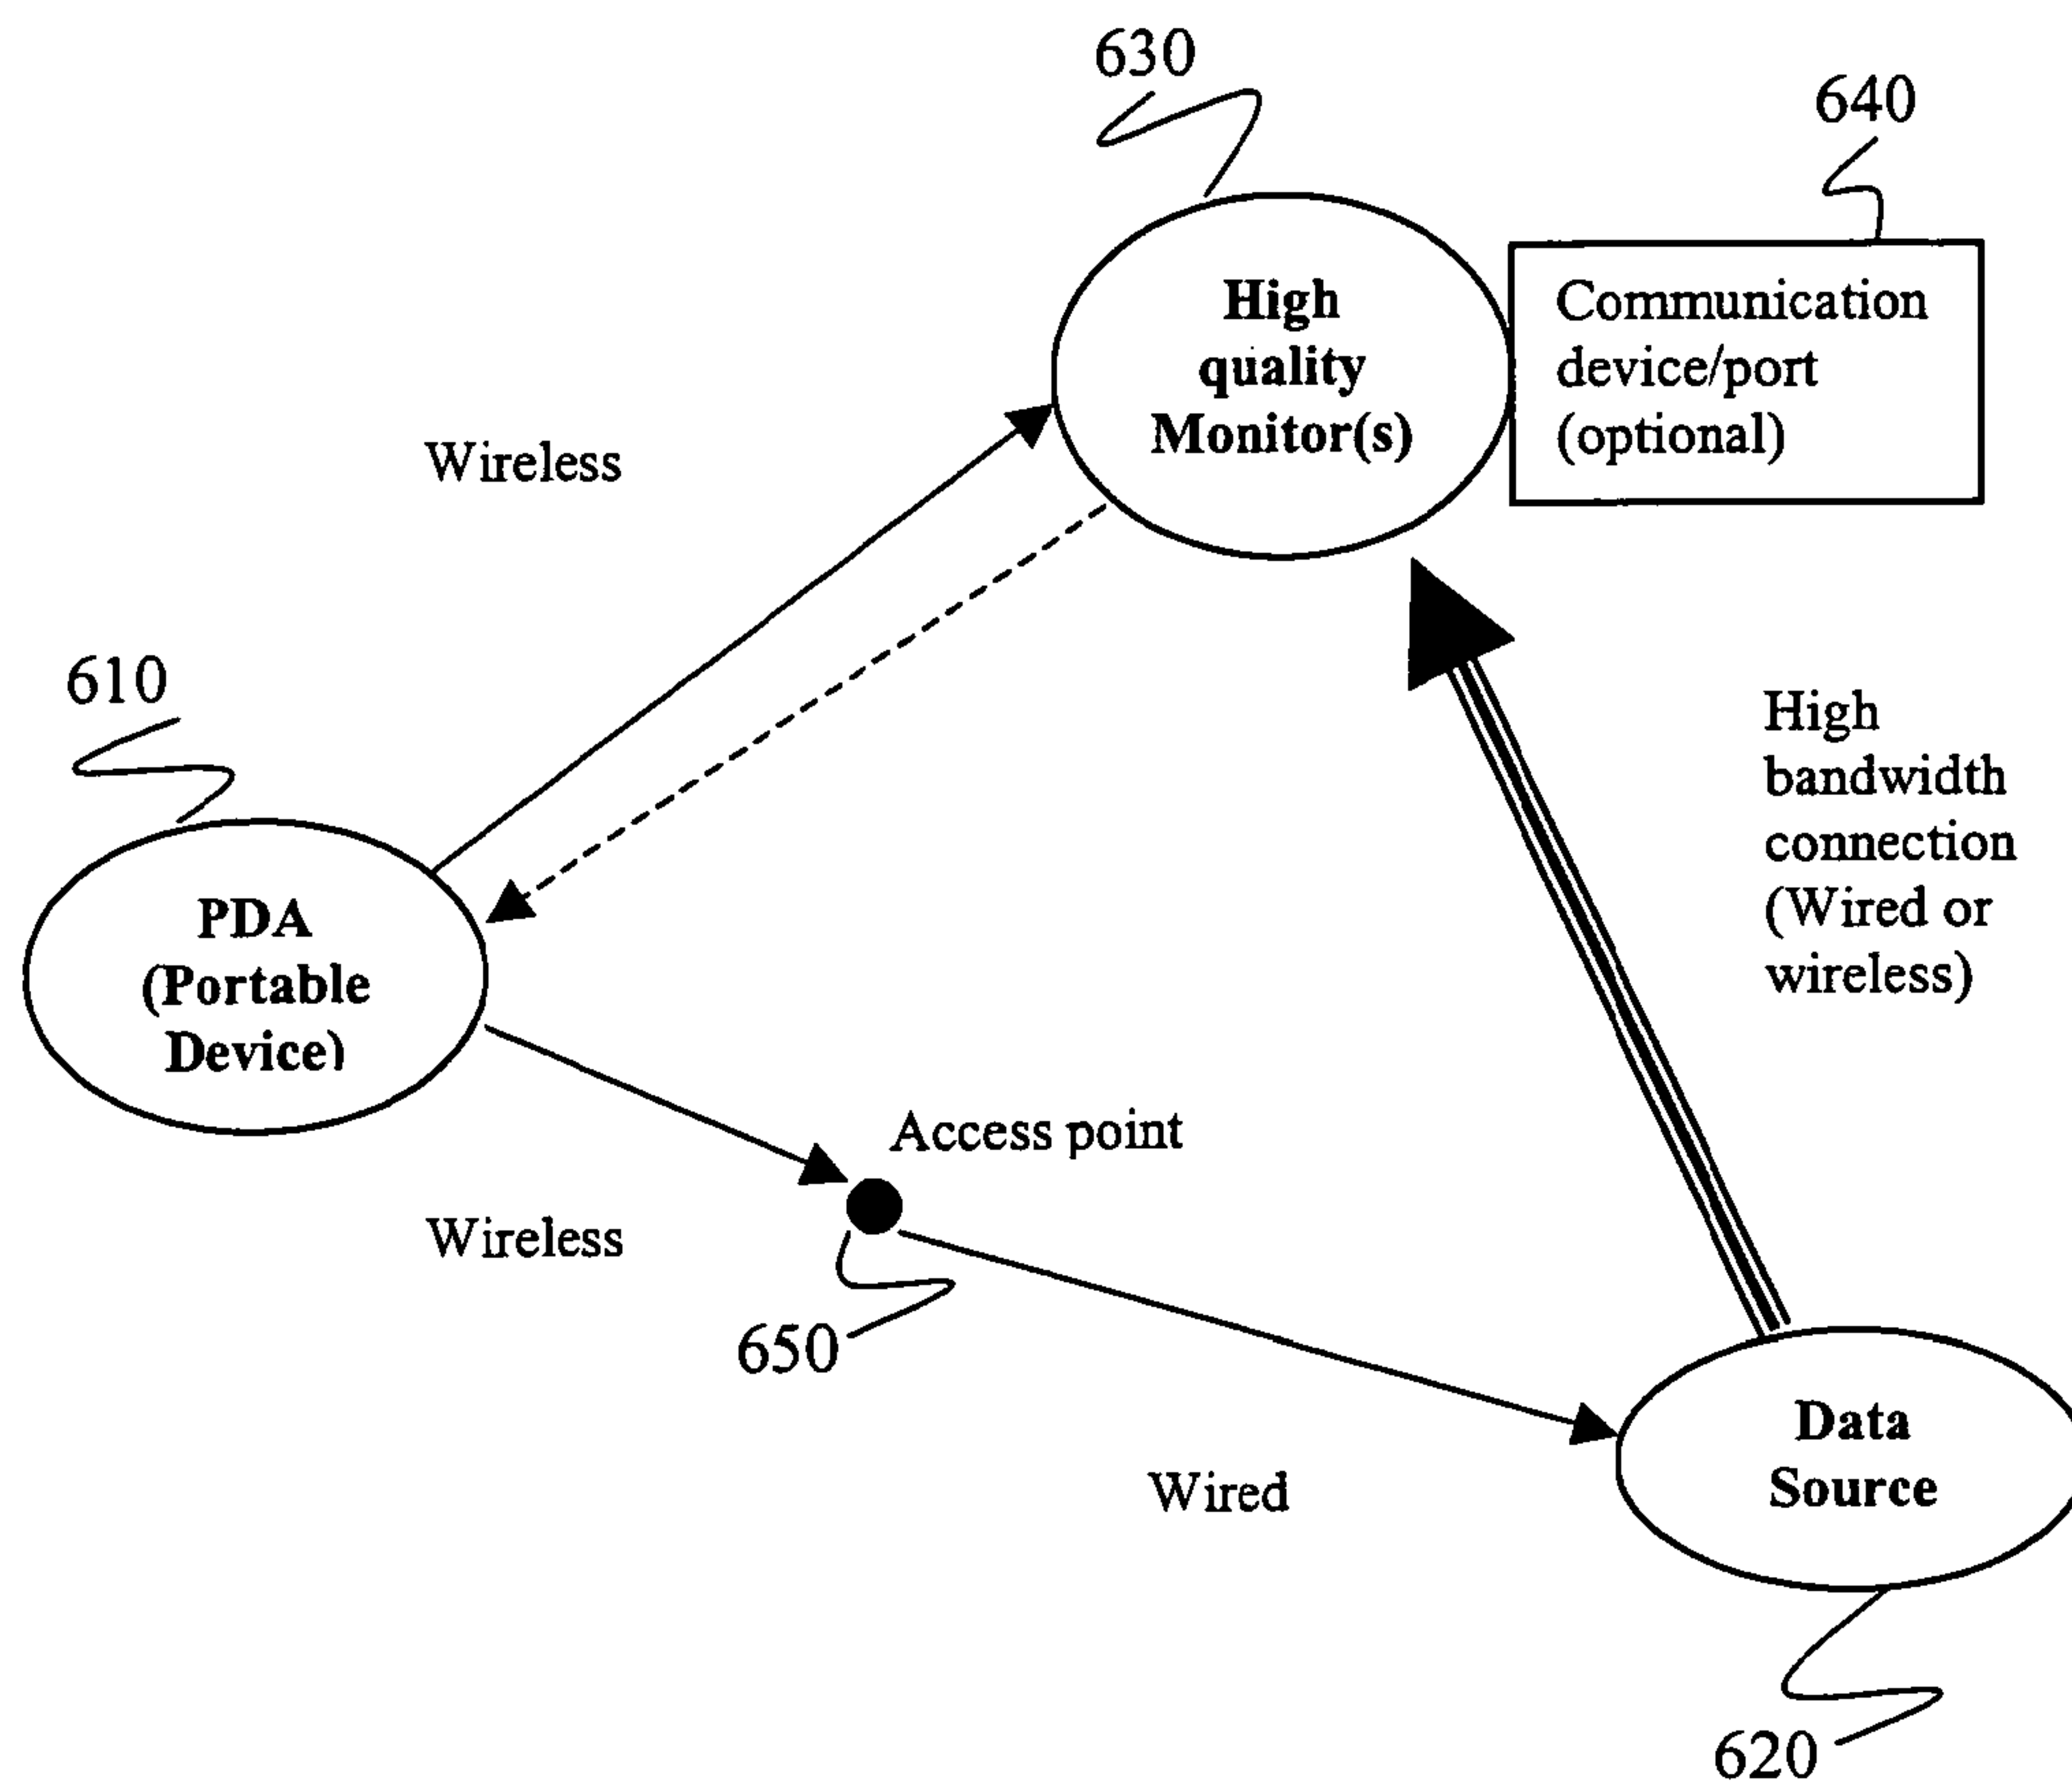 630
640
High
quality
Monitor(s)
Communication
device/port
(optional)
Wireless
610
High
bandwidth
connection
(Wired or
wireless)
PDA
(Portable
Device)
Access point
Wireless
650
Data
Source
Wired
620